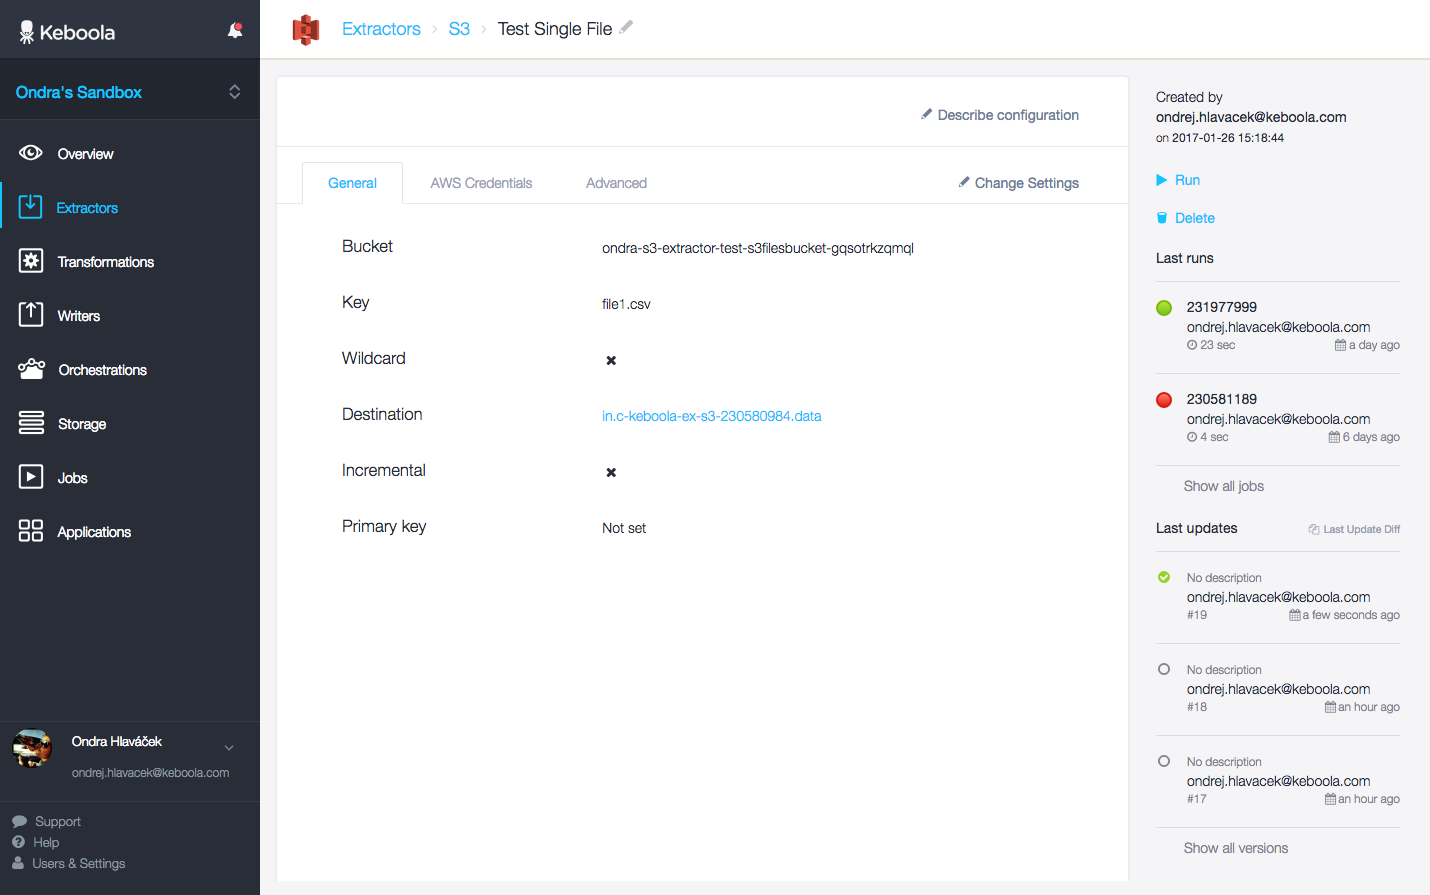 Keboola
Ondra's Sandbox
Overview
Extractors
Transformations
Writers
Orchestrations
Storage
Jobs
Applications
Ondra Hlaváček
ondrej.hlavacek@keboola.com
Support
Help
Users & Settings
Extractors › S3 › Test Single File
Describe configuration
General AWS Credentials Advanced Change Settings
Bucket ondra-s3-extractor-test-s3filesbucket-gqsotrkzqmql
Key file1.csv
Wildcard ✖
Destination in.c-keboola-ex-s3-230580984.data
Incremental ✖
Primary key Not set
Created by
ondrej.hlavacek@keboola.com
on 2017-01-26 15:18:44
Run
Delete
Last runs
231977999
ondrej.hlavacek@keboola.com
23 sec a day ago
230581189
ondrej.hlavacek@keboola.com
4 sec 6 days ago
Show all jobs
Last updates Last Update Diff
No description
ondrej.hlavacek@keboola.com
#19 a few seconds ago
No description
ondrej.hlavacek@keboola.com
#18 an hour ago
No description
ondrej.hlavacek@keboola.com
#17 an hour ago
Show all versions